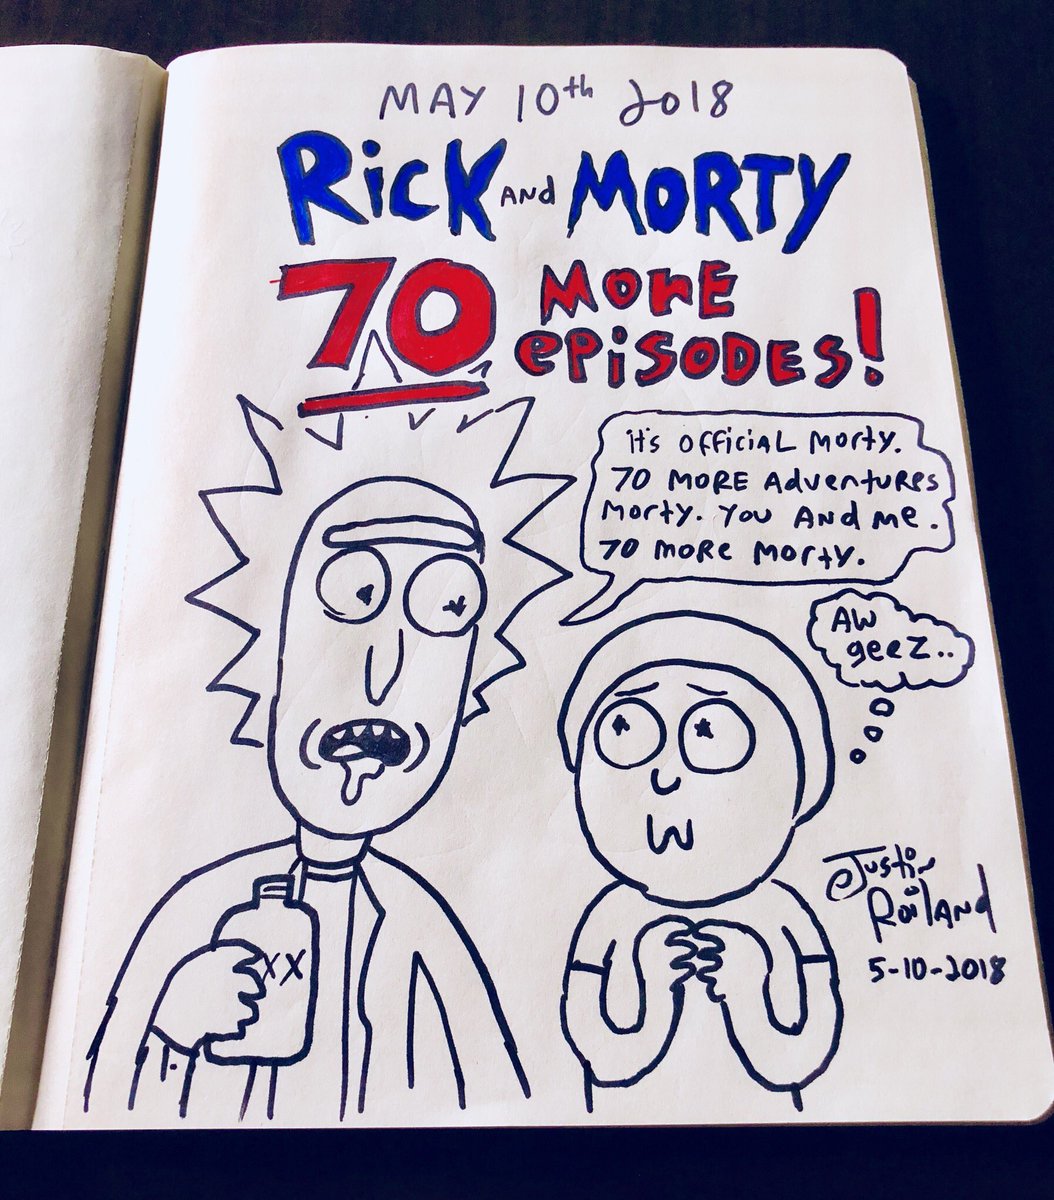 MAY 10th 2018
RiCK AND MORTY
70 MORE
episODES!
it's OFFiciAL Morty.
70 MORE AdventUREs
Morty. You And me.
70 more morty.
AW
geez..
XX
Justin
Roiland
5-10-2018